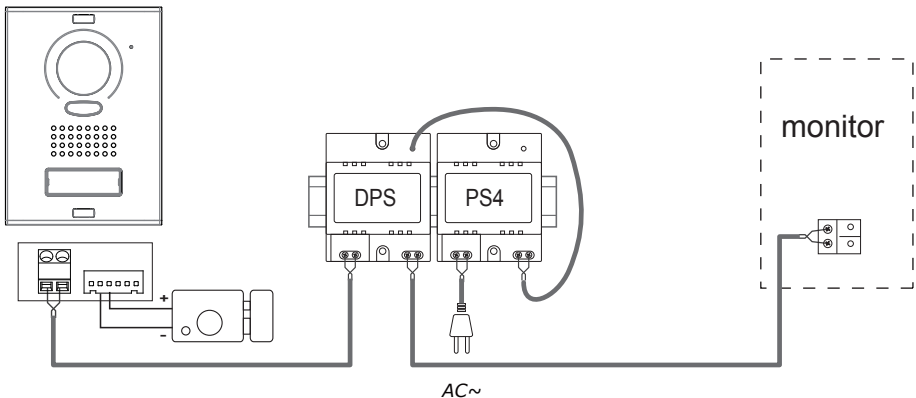 monitor
DPS
PS4
+
-
AC~